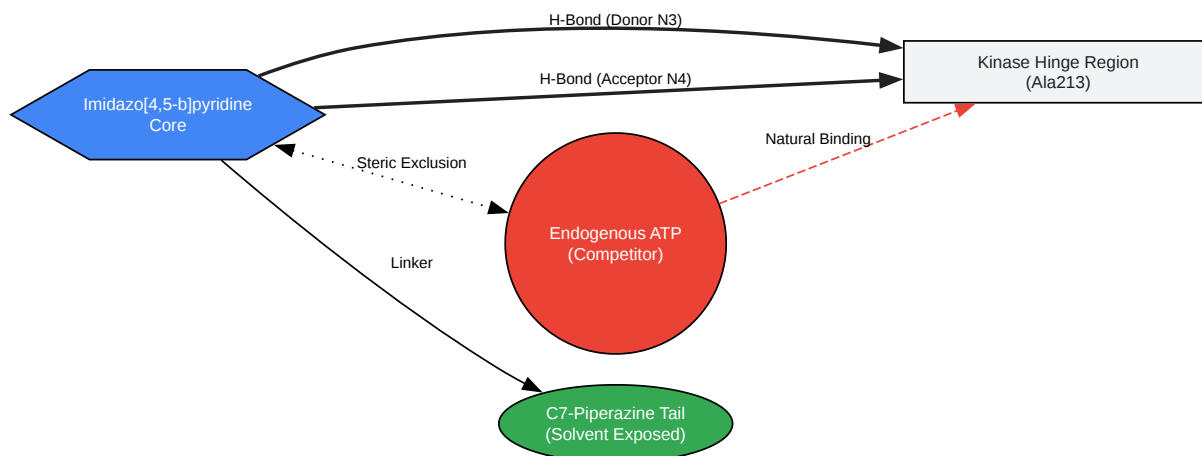 H-Bond (Donor N3)
Kinase Hinge Region
(Ala213)
H-Bond (Acceptor N4)
Imidazo[4,5-b]pyridine
Core
Natural Binding
Steric Exclusion
Endogenous ATP
(Competitor)
Linker
C7-Piperazine Tail
(Solvent Exposed)